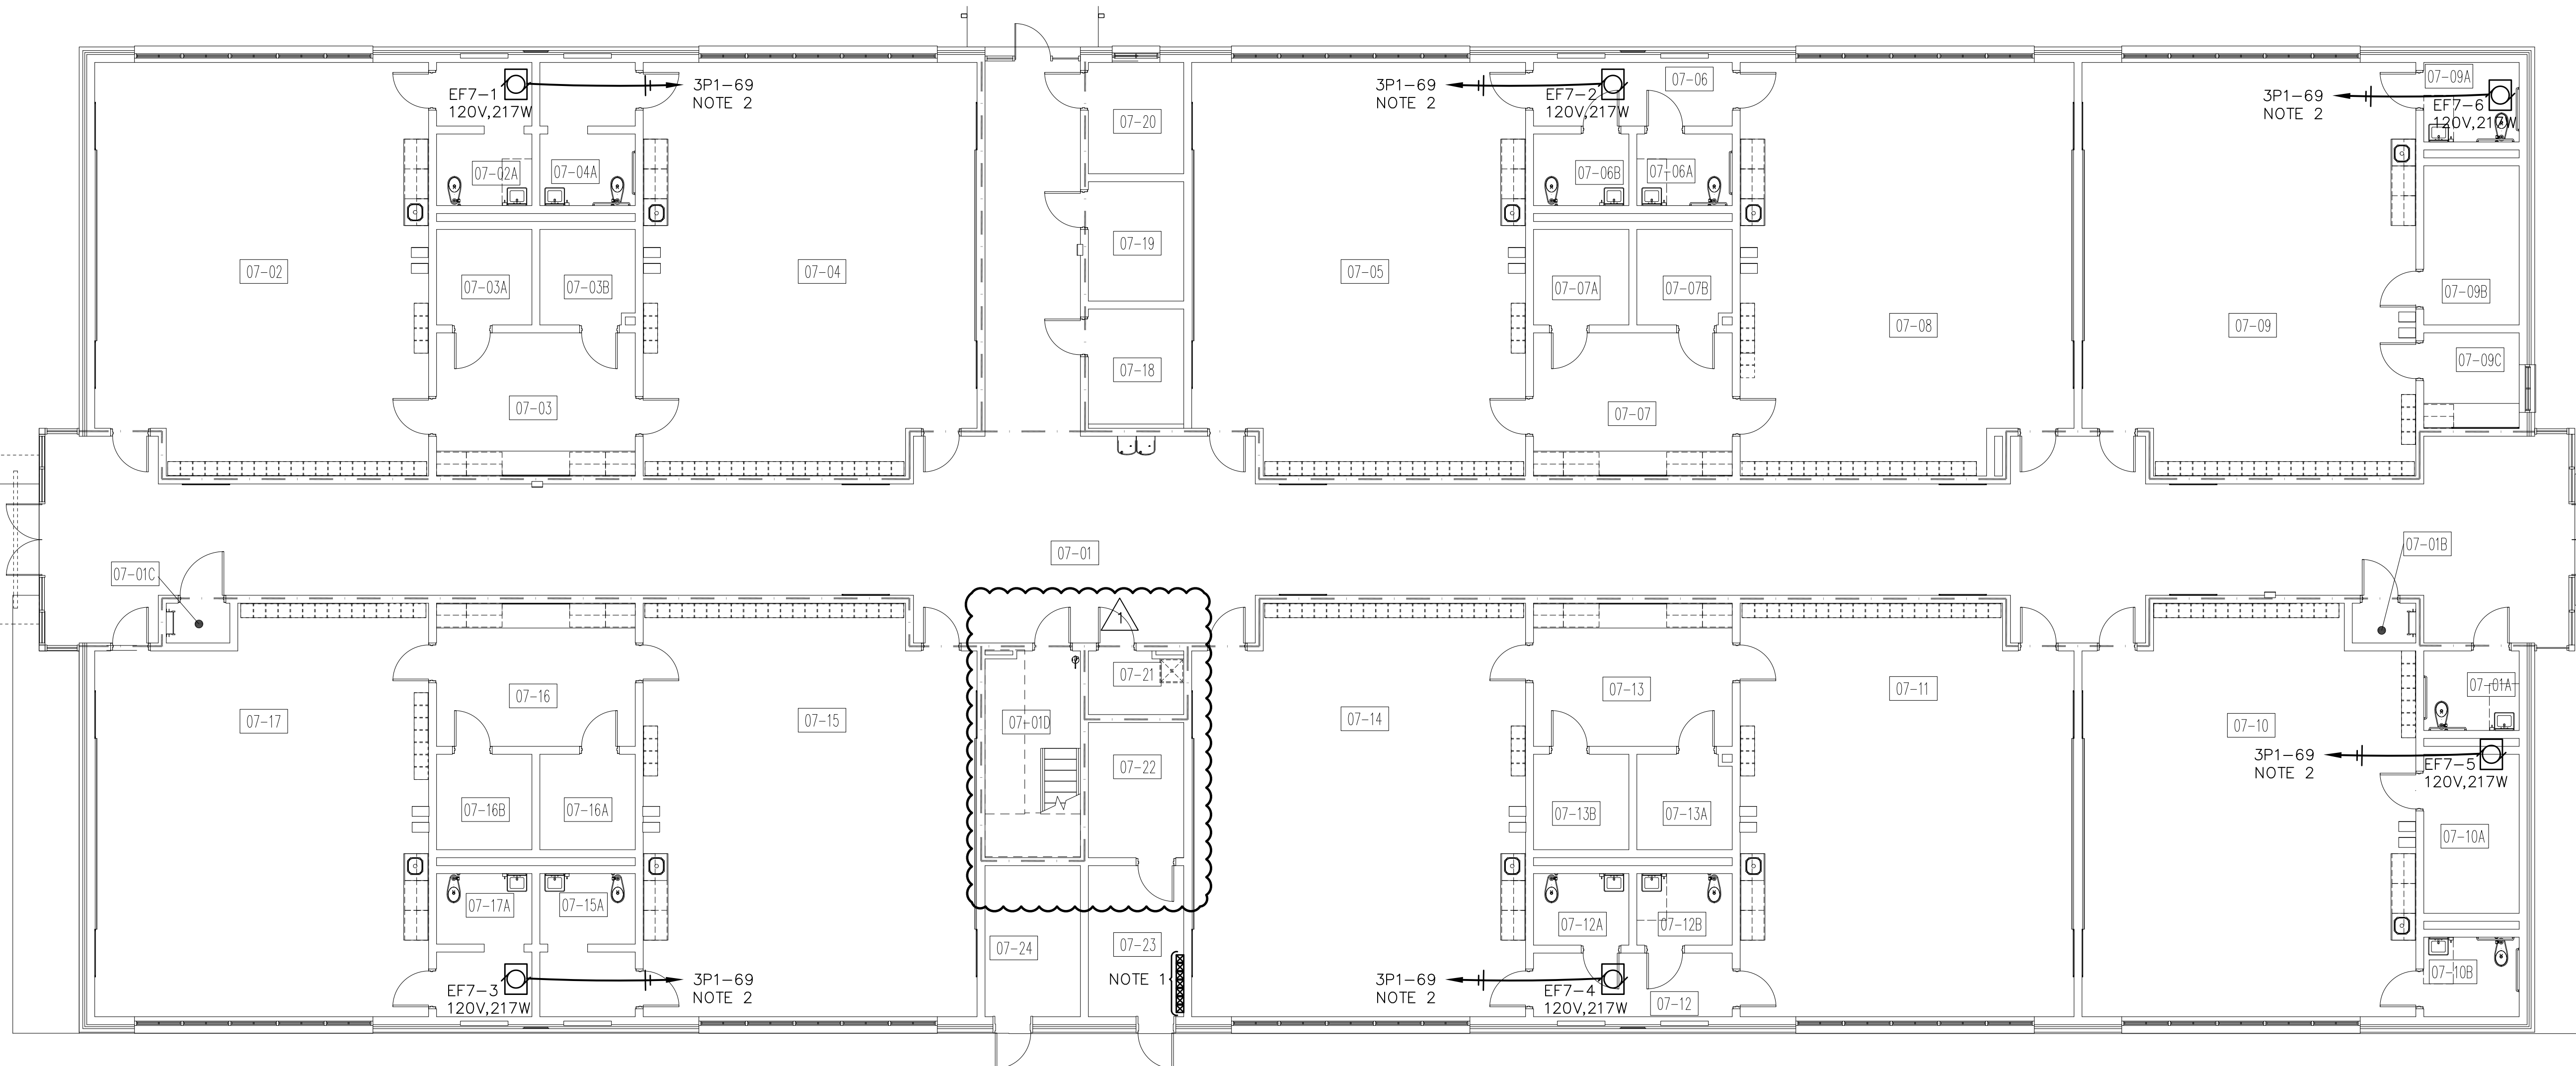 EF7-1
120V,217W
3P1-69
NOTE 2
3P1-69
NOTE 2
EF7-2
120V,217W
07-06
3P1-69
NOTE 2
07-09A
EF7-6
120V,217W
07-20
07-02A
07-04A
07-06B
07-06A
07-02
07-03A
07-03B
07-04
07-19
07-05
07-07A
07-07B
07-08
07-09
07-09B
07-18
07-09C
07-03
07-07
07-01
07-01C
07-01B
1
07-17
07-16
07-15
07-01D
07-21
07-14
07-13
07-11
07-10
07-01A
07-22
3P1-69
NOTE 2
EF7-5
120V,217W
07-16B
07-16A
07-13B
07-13A
07-10A
07-17A
07-15A
07-12A
07-12B
07-24
07-23
07-10B
EF7-3
120V,217W
3P1-69
NOTE 2
NOTE 1
3P1-69
NOTE 2
EF7-4
120V,217W
07-12